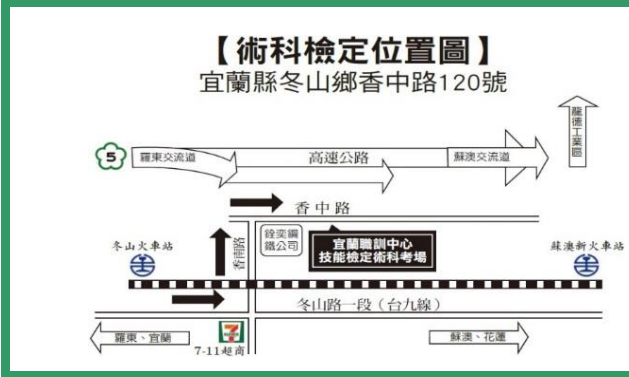 【術科檢定位置圖】
宜蘭縣冬山鄉香中路120號
龍德工業區
5
羅東交流道
高速公路
蘇澳交流道
香中路
冬山火車站
香南路
銓奕鋼
鐵公司
宜蘭職訓中心
技能檢定術科考場
蘇澳新火車站
冬山路一段(台九線)
羅東、宜蘭
7
ELEVEN
7-11超商
蘇澳、花蓮